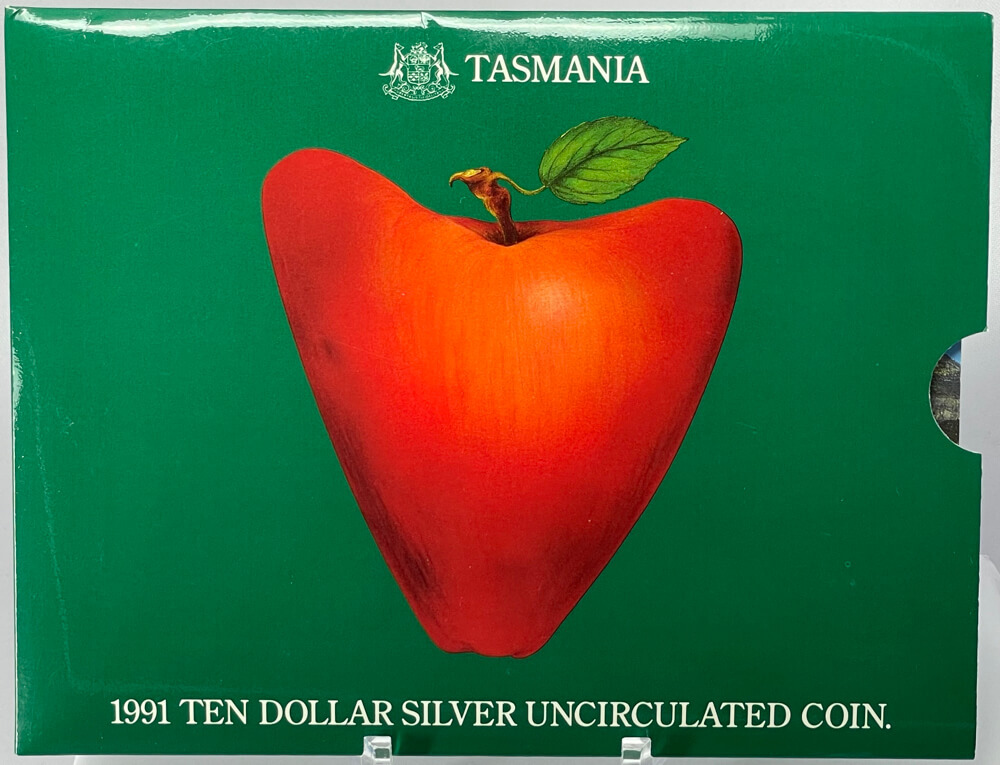 TASMANIA
1991 TEN DOLLAR SILVER UNCIRCULATED COIN.